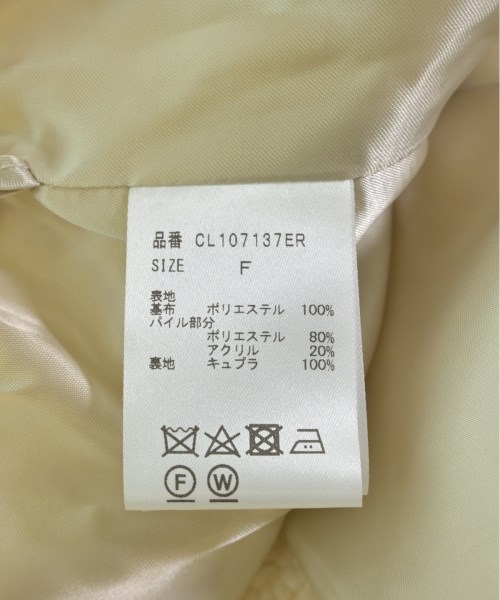 品番 CL107137ER
SIZE F
表地
基布 ポリエステル 100%
パイル部分
ポリエステル 80%
アクリル 20%
裏地 キュプラ 100%
F W